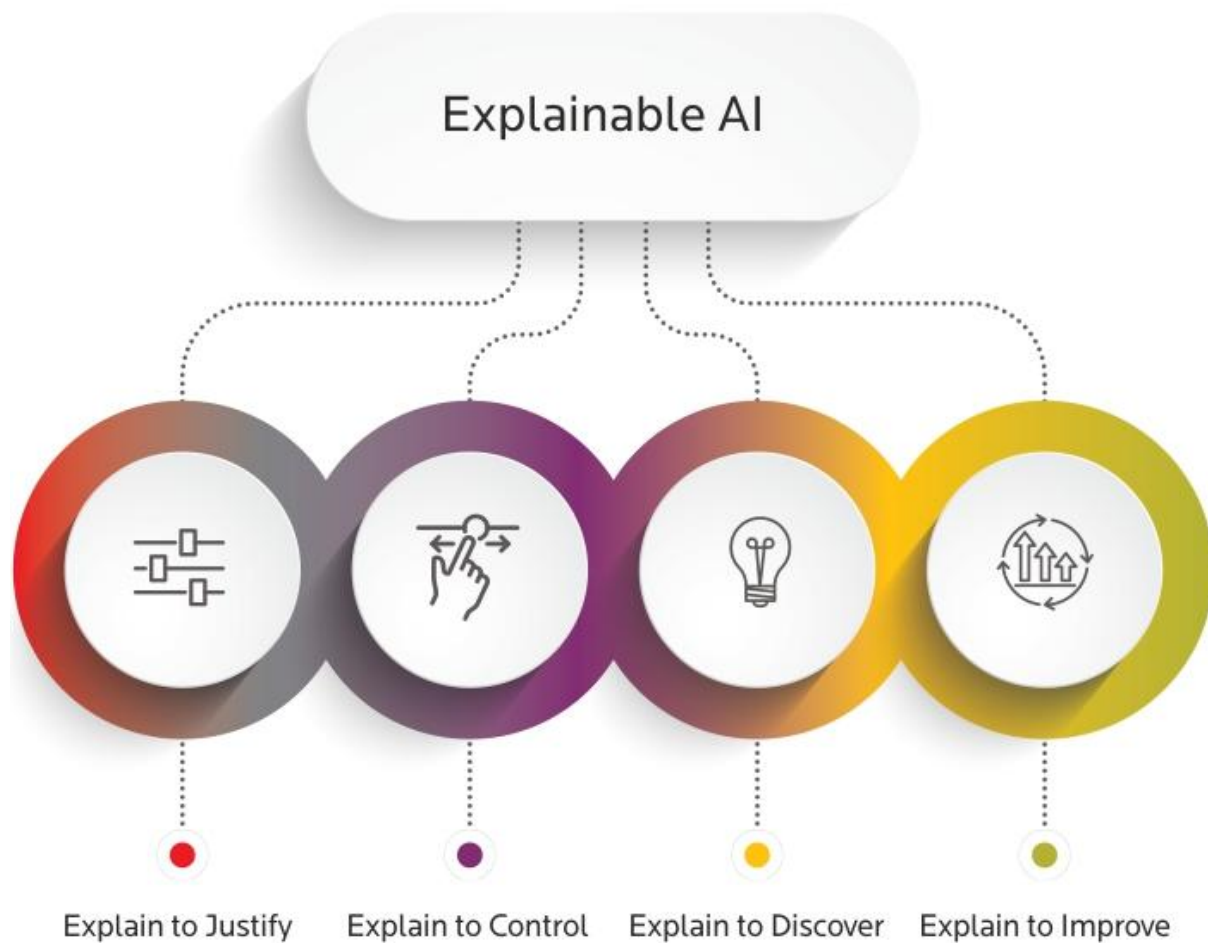 Explainable AI
Explain to Justify
Explain to Control
Explain to Discover
Explain to Improve